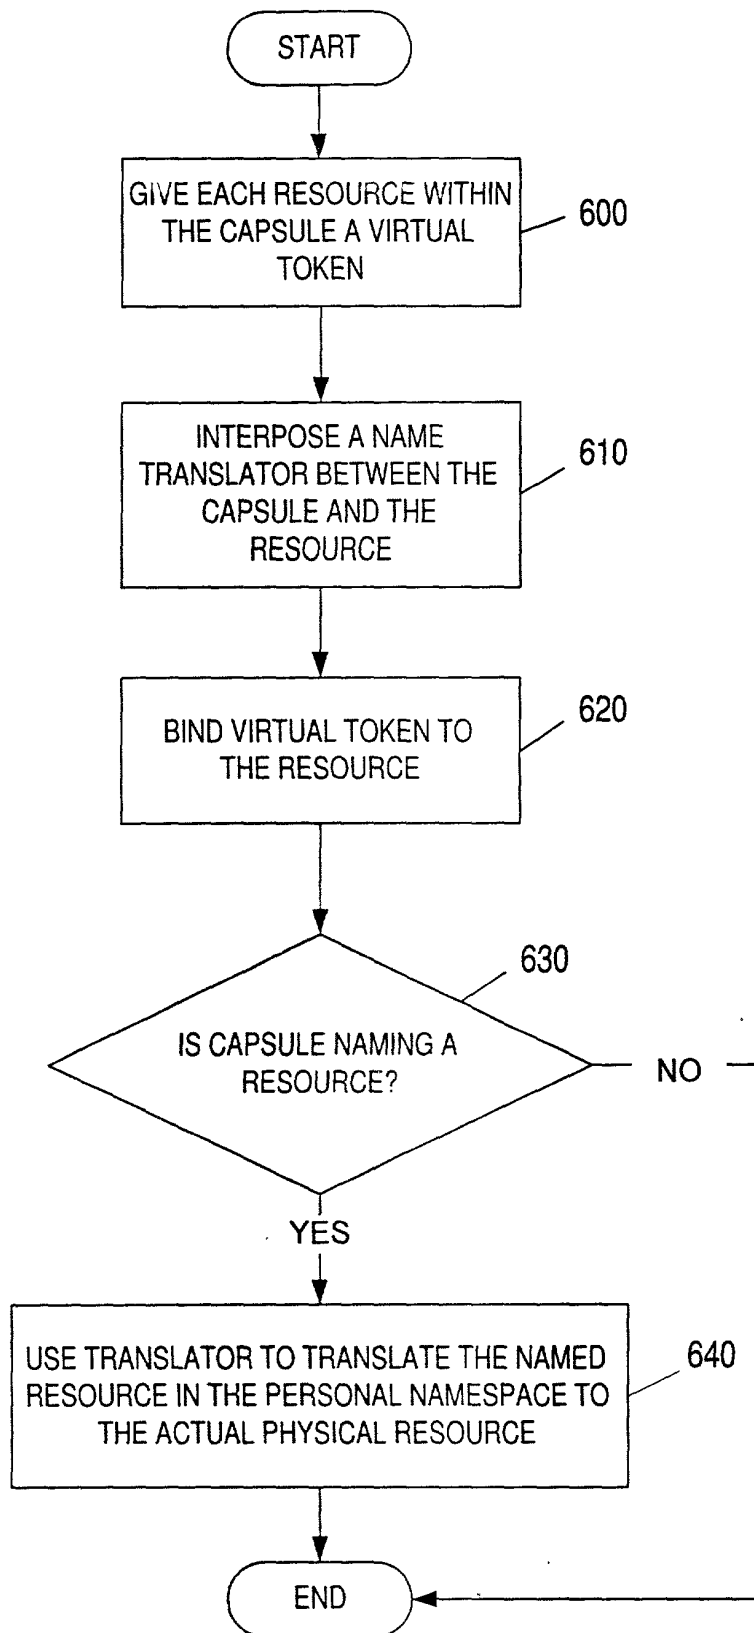 START
GIVE EACH RESOURCE WITHIN
THE CAPSULE A VIRTUAL
TOKEN
600
INTERPOSE A NAME
TRANSLATOR BETWEEN THE
CAPSULE AND THE
RESOURCE
610
BIND VIRTUAL TOKEN TO
THE RESOURCE
620
630
IS CAPSULE NAMING A
RESOURCE?
NO
YES
USE TRANSLATOR TO TRANSLATE THE NAMED
RESOURCE IN THE PERSONAL NAMESPACE TO
THE ACTUAL PHYSICAL RESOURCE
640
END